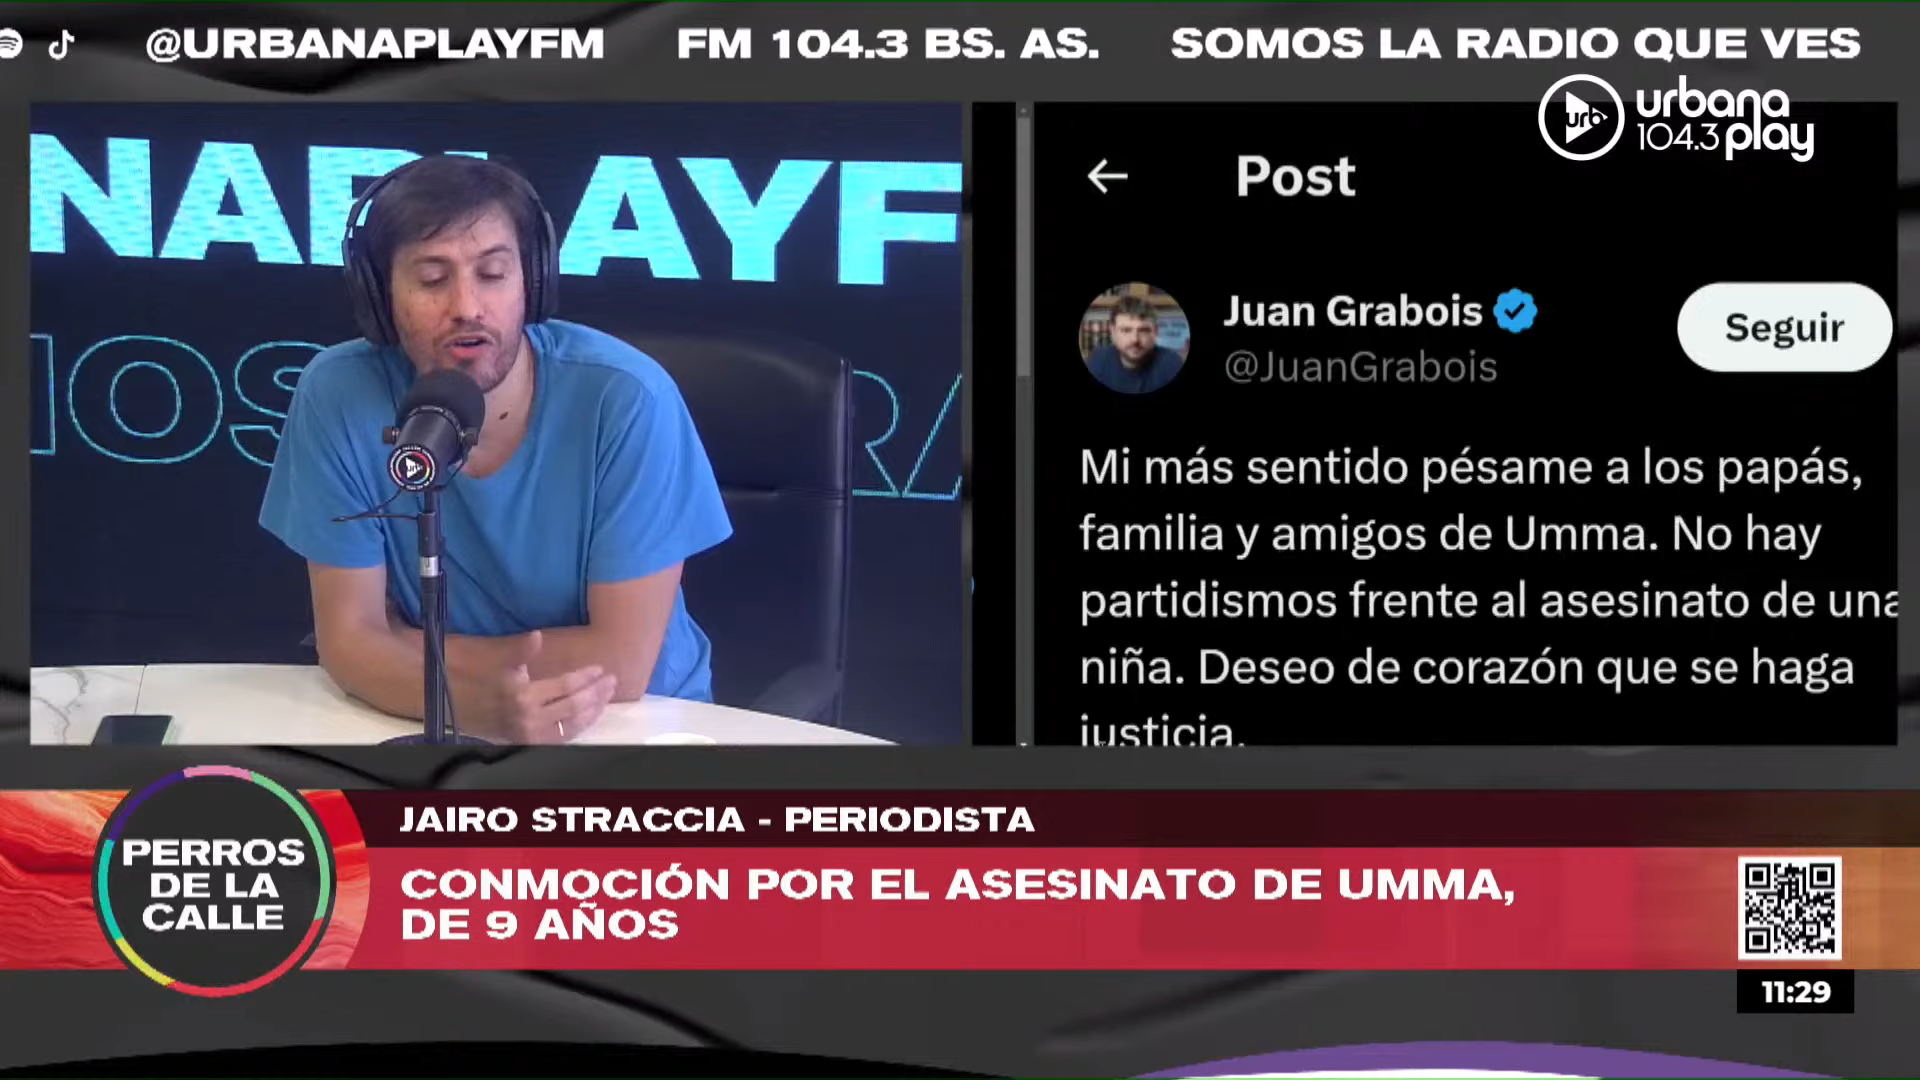 @URBANAPLAYFM FM 104.3 BS. AS. SOMOS LA RADIO QUE VES
urb
urbana
104.3 play
NAPLAYF
Post
Juan Grabois
@JuanGrabois
Seguir
Mi más sentido pésame a los papás,
familia y amigos de Umma. No hay
partidismos frente al asesinato de una
niña. Deseo de corazón que se haga
justicia.
PERROS
DE LA
CALLE
JAIRO STRACCIA - PERIODISTA
CONMOCIÓN POR EL ASESINATO DE UMMA,
DE 9 AÑOS
11:29